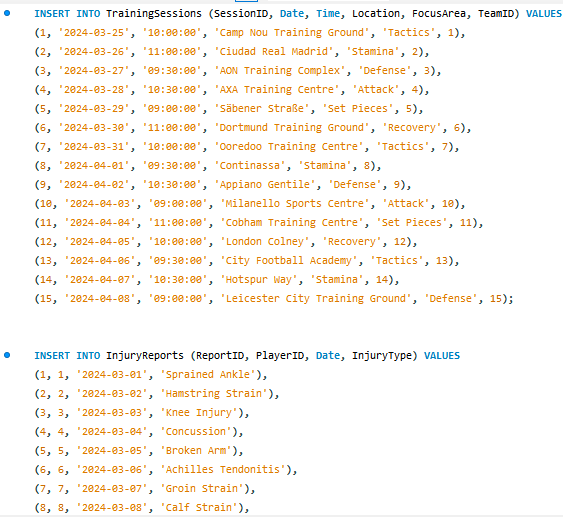 INSERT INTO TrainingSessions (SessionID, Date, Time, Location, FocusArea, TeamID) VALUES
(1, '2024-03-25', '10:00:00', 'Camp Nou Training Ground', 'Tactics', 1),
(2, '2024-03-26', '11:00:00', 'Ciudad Real Madrid', 'Stamina', 2),
(3, '2024-03-27', '09:30:00', 'AON Training Complex', 'Defense', 3),
(4, '2024-03-28', '10:30:00', 'AXA Training Centre', 'Attack', 4),
(5, '2024-03-29', '09:00:00', 'Säbener Straße', 'Set Pieces', 5),
(6, '2024-03-30', '11:00:00', 'Dortmund Training Ground', 'Recovery', 6),
(7, '2024-03-31', '10:00:00', 'Ooredoo Training Centre', 'Tactics', 7),
(8, '2024-04-01', '09:30:00', 'Continassa', 'Stamina', 8),
(9, '2024-04-02', '10:30:00', 'Appiano Gentile', 'Defense', 9),
(10, '2024-04-03', '09:00:00', 'Milanello Sports Centre', 'Attack', 10),
(11, '2024-04-04', '11:00:00', 'Cobham Training Centre', 'Set Pieces', 11),
(12, '2024-04-05', '10:00:00', 'London Colney', 'Recovery', 12),
(13, '2024-04-06', '09:30:00', 'City Football Academy', 'Tactics', 13),
(14, '2024-04-07', '10:30:00', 'Hotspur Way', 'Stamina', 14),
(15, '2024-04-08', '09:00:00', 'Leicester City Training Ground', 'Defense', 15);
INSERT INTO InjuryReports (ReportID, PlayerID, Date, InjuryType) VALUES
(1, 1, '2024-03-01', 'Sprained Ankle'),
(2, 2, '2024-03-02', 'Hamstring Strain'),
(3, 3, '2024-03-03', 'Knee Injury'),
(4, 4, '2024-03-04', 'Concussion'),
(5, 5, '2024-03-05', 'Broken Arm'),
(6, 6, '2024-03-06', 'Achilles Tendonitis'),
(7, 7, '2024-03-07', 'Groin Strain'),
(8, 8, '2024-03-08', 'Calf Strain'),